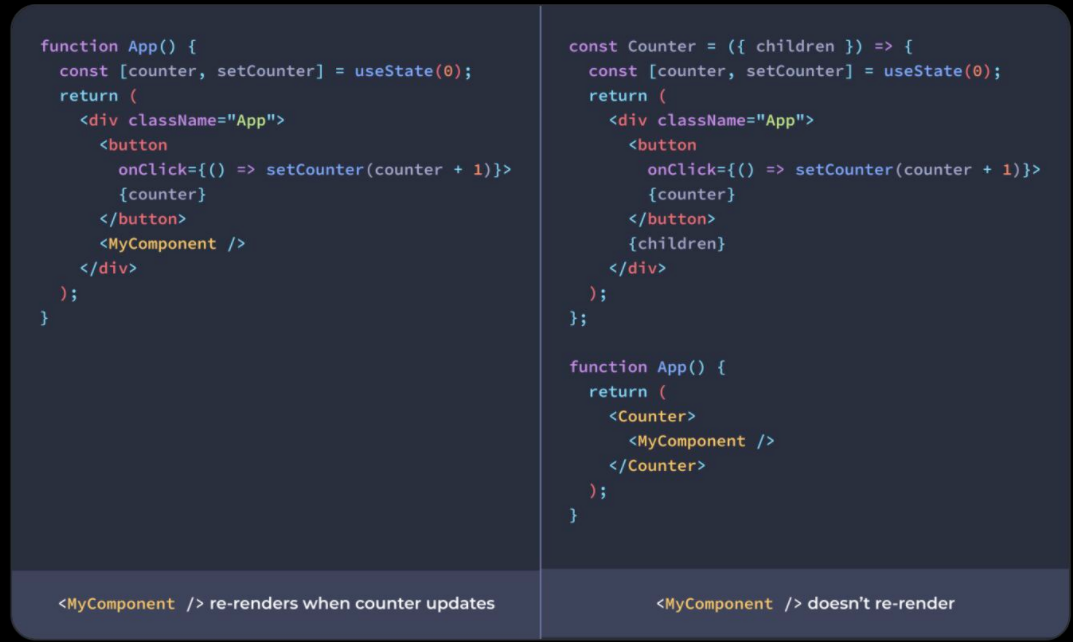 function App() {
const [counter, setCounter] = useState(0);
return (
<div className="App">
<button
onClick={() => setCounter(counter + 1)}>
{counter}
</button>
<MyComponent />
</div>
);
}
<MyComponent /> re-renders when counter updates
const Counter = ({ children }) => {
const [counter, setCounter] = useState(0);
return (
<div className="App">
<button
onClick={() => setCounter(counter + 1)}>
{counter}
</button>
{children}
</div>
);
};
function App() {
return (
<Counter>
<MyComponent />
</Counter>
);
}
<MyComponent /> doesn’t re-render